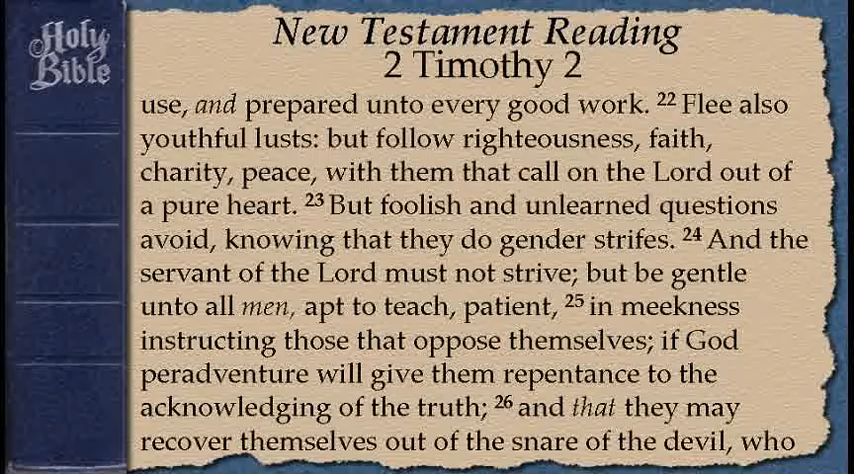 Holy
Bible
New Testament Reading
2 Timothy 2
use, and prepared unto every good work. 22 Flee also
youthful lusts: but follow righteousness, faith,
charity, peace, with them that call on the Lord out of
a pure heart. 23 But foolish and unlearned questions
avoid, knowing that they do gender strifes. 24 And the
servant of the Lord must not strive; but be gentle
unto all men, apt to teach, patient, 25 in meekness
instructing those that oppose themselves; if God
peradventure will give them repentance to the
acknowledging of the truth; 26 and that they may
recover themselves out of the snare of the devil, who